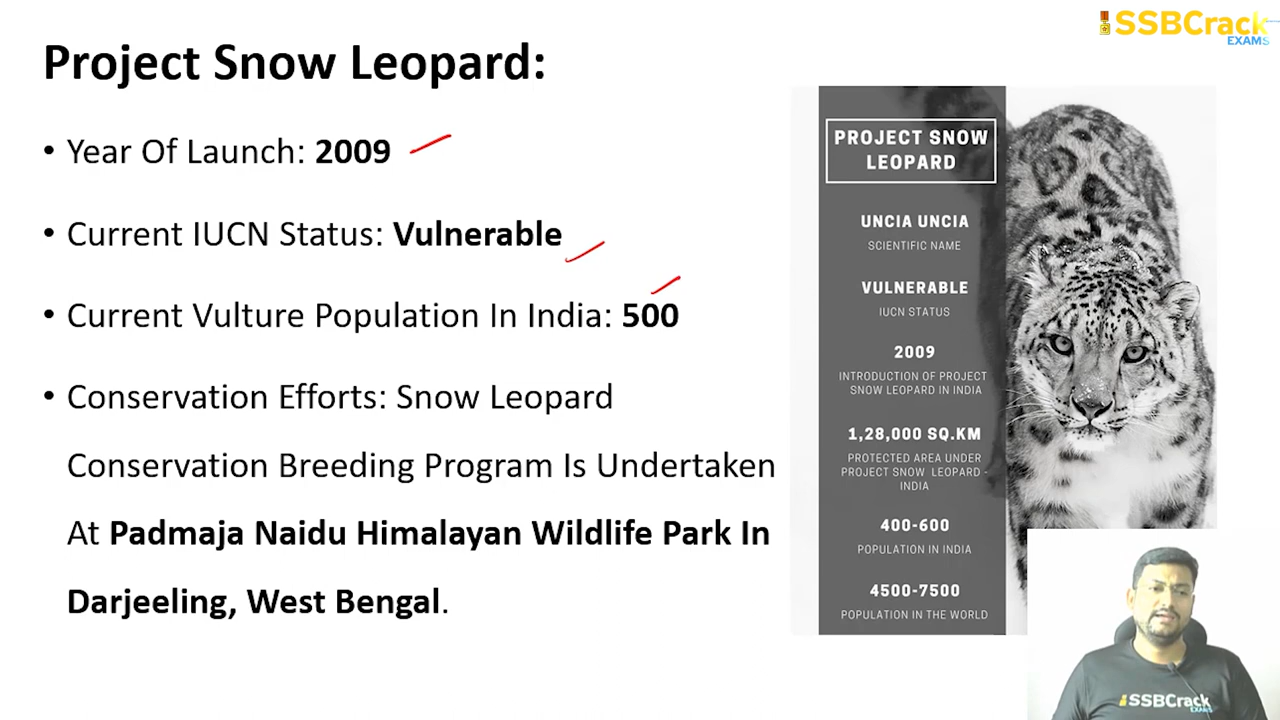 SSBCrack
EXAMS
Project Snow Leopard:
• Year Of Launch: 2009
• Current IUCN Status: Vulnerable
• Current Vulture Population In India: 500
• Conservation Efforts: Snow Leopard
Conservation Breeding Program Is Undertaken
At Padmaja Naidu Himalayan Wildlife Park In
Darjeeling, West Bengal.
PROJECT SNOW
LEOPARD
UNCIA UNCIA
SCIENTIFIC NAME
VULNERABLE
IUCN STATUS
2009
INTRODUCTION OF PROJECT
SNOW LEOPARD IN INDIA
1,28,000 SQ.KM
PROTECTED AREA UNDER
PROJECT SNOW LEOPARD -
INDIA
400-600
POPULATION IN INDIA
4500-7500
POPULATION IN THE WORLD
SSBCrack
EXAMS